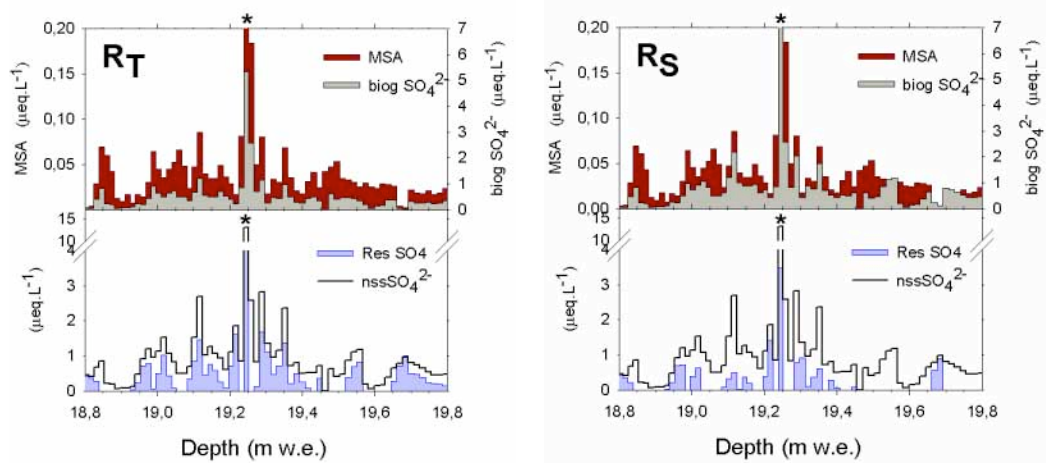 *
R_T
MSA
biog SO₄²⁻
0,20
0,15
0,10
0,05
MSA (µeq.L⁻¹)
7
6
5
4
3
2
1
0
biog SO₄²⁻ (µeq.L⁻¹)
*
15
10
4
3
2
1
0
(µeq.L⁻¹)
Res SO4
nssSO₄²⁻
18,8 19,0 19,2 19,4 19,6 19,8
Depth (m w.e.)
*
R_S
MSA
biog SO₄²⁻
0,20
0,15
0,10
0,05
0,00
MSA (µeq.L⁻¹)
7
6
5
4
3
2
1
0
biog SO₄²⁻ (µeq.L⁻¹)
*
15
10
4
3
2
1
0
(µeq.L⁻¹)
Res SO4
nssSO₄²⁻
18,8 19,0 19,2 19,4 19,6 19,8
Depth (m w.e.)